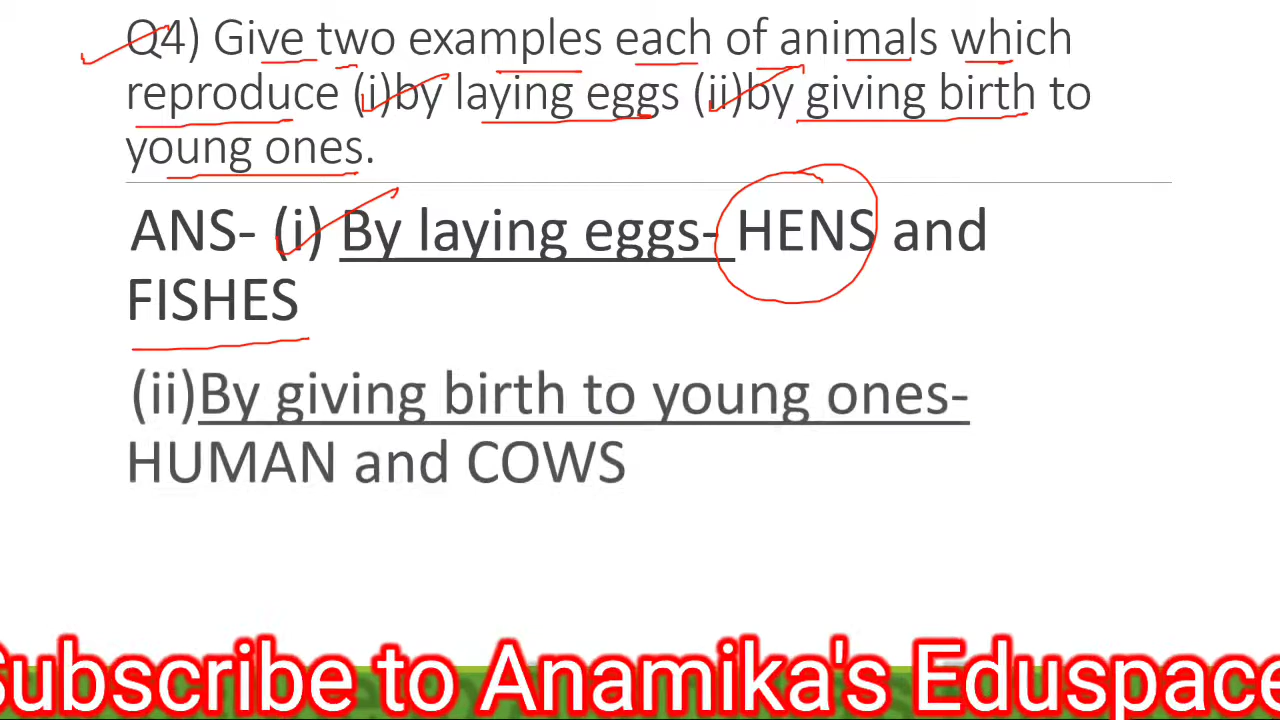 Q4) Give two examples each of animals which
reproduce (i)by laying eggs (ii)by giving birth to
young ones.
ANS- (i) By laying eggs- HENS and
FISHES
(ii)By giving birth to young ones-
HUMAN and COWS
Subscribe to Anamika's Eduspace